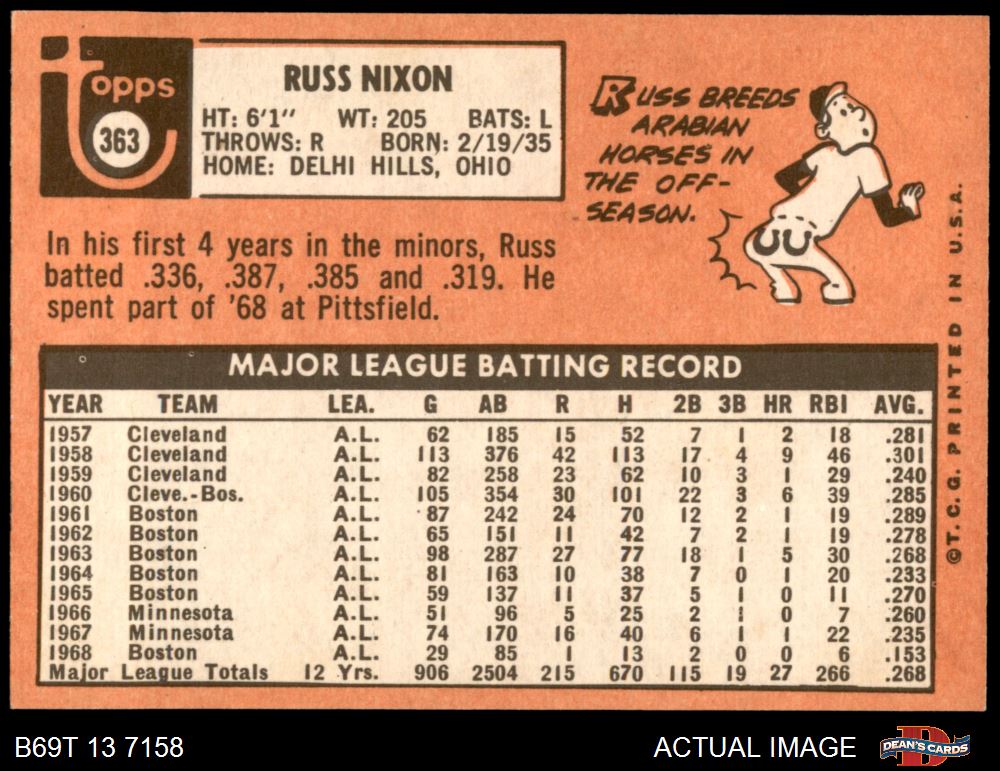 Topps
363
RUSS NIXON
HT: 6'1" WT: 205 BATS: L
THROWS: R BORN: 2/19/35
HOME: DELHI HILLS, OHIO
RUSS BREEDS
ARABIAN
HORSES IN
THE OFF-
SEASON.
In his first 4 years in the minors, Russ
batted .336, .387, .385 and .319. He
spent part of '68 at Pittsfield.
MAJOR LEAGUE BATTING RECORD
YEAR TEAM LEA. G AB R H 2B 3B HR RBI AVG.
1957 Cleveland A.L. 62 185 15 52 7 1 2 18 .281
1958 Cleveland A.L. 113 376 42 113 17 4 9 46 .301
1959 Cleveland A.L. 82 258 23 62 10 3 1 29 .240
1960 Cleve.-Bos. A.L. 105 354 30 101 22 3 6 39 .285
1961 Boston A.L. 87 242 24 70 12 2 1 19 .289
1962 Boston A.L. 65 151 11 42 7 2 1 19 .278
1963 Boston A.L. 98 287 27 77 18 1 5 30 .268
1964 Boston A.L. 81 163 10 38 7 0 1 20 .233
1965 Boston A.L. 59 137 11 37 5 1 0 11 .270
1966 Minnesota A.L. 51 96 5 25 2 1 0 7 .260
1967 Minnesota A.L. 74 170 16 40 6 1 1 22 .235
1968 Boston A.L. 29 85 1 13 2 0 0 6 .153
Major League Totals 12 Yrs. 906 2504 215 670 115 19 27 266 .268
©T.C.G. PRINTED IN U.S.A.
B69T 13 7158
ACTUAL IMAGE
DEAN'S CARDS